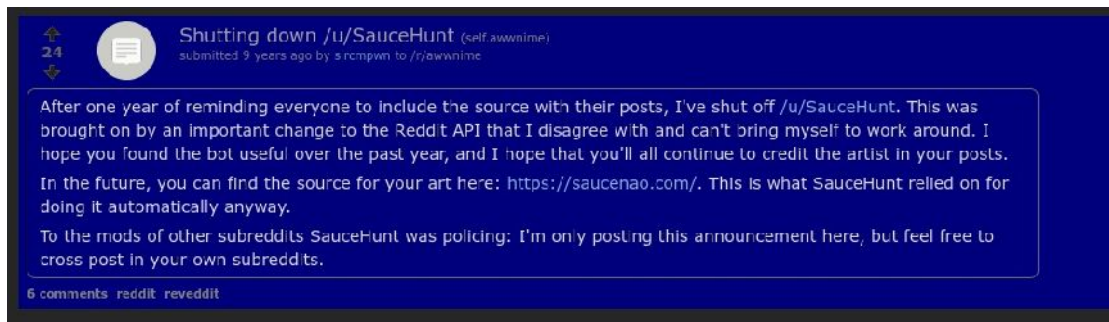 Shutting down /u/SauceHunt (self.awwnime)
24
submitted 9 years ago by sircmpwn to /r/awwnime
After one year of reminding everyone to include the source with their posts, I've shut off /u/SauceHunt. This was
brought on by an important change to the Reddit API that I disagree with and can't bring myself to work around. I
hope you found the bot useful over the past year, and I hope that you'll all continue to credit the artist in your posts.
In the future, you can find the source for your art here: https://saucenao.com/. This is what SauceHunt relied on for
doing it automatically anyway.
To the mods of other subreddits SauceHunt was policing: I'm only posting this announcement here, but feel free to
cross post in your own subreddits.
6 comments reddit reveddit